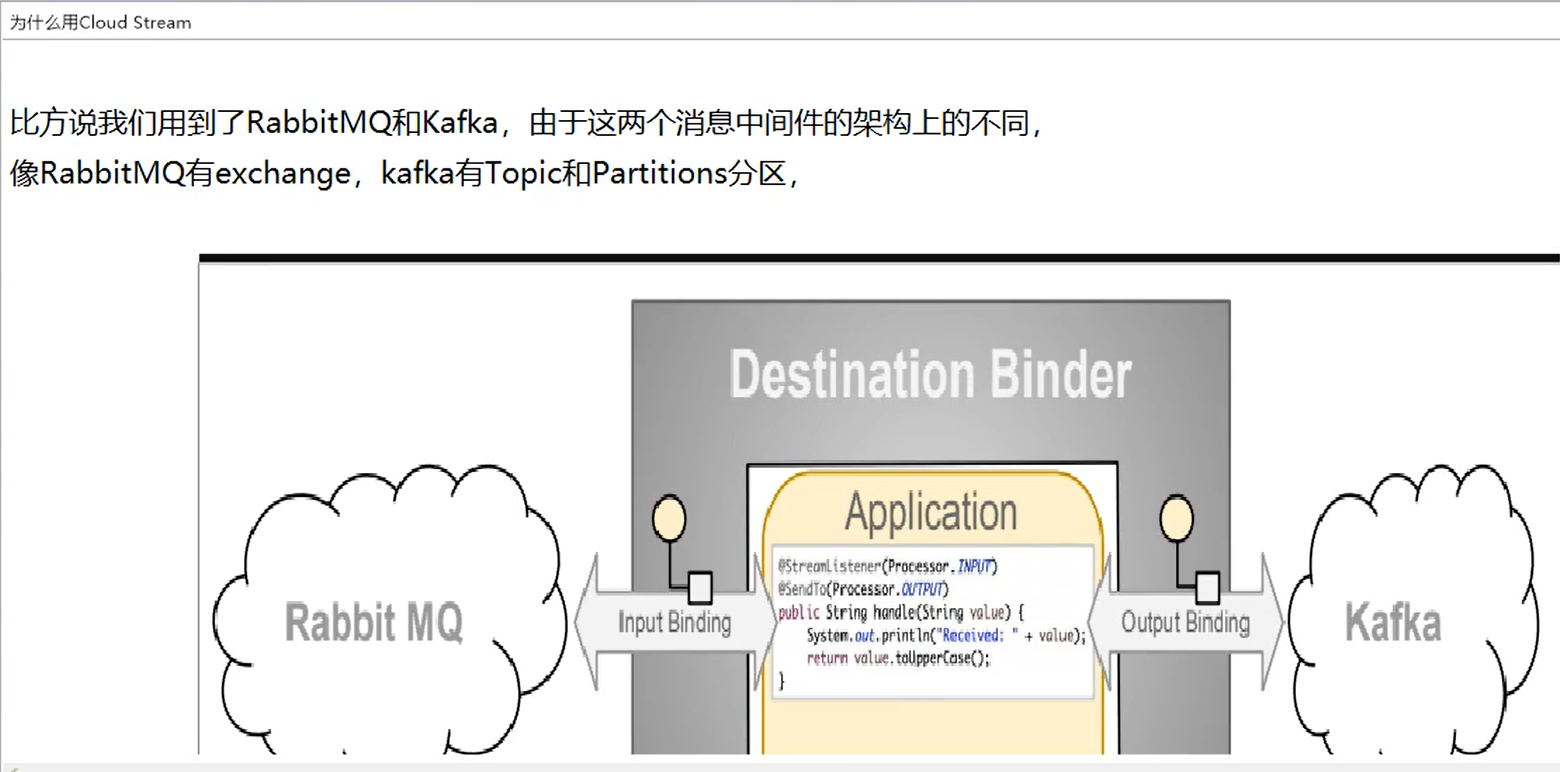 为什么用Cloud Stream
比方说我们用到了RabbitMQ和Kafka，由于这两个消息中间件的架构上的不同，
像RabbitMQ有exchange，kafka有Topic和Partitions分区，
Destination Binder
Application
@StreamListener(Processor.INPUT)
@SendTo(Processor.OUTPUT)
public String handle(String value) {
System.out.println("Received: " + value);
return value.toUpperCase();
}
Rabbit MQ
Input Binding
Output Binding
Kafka